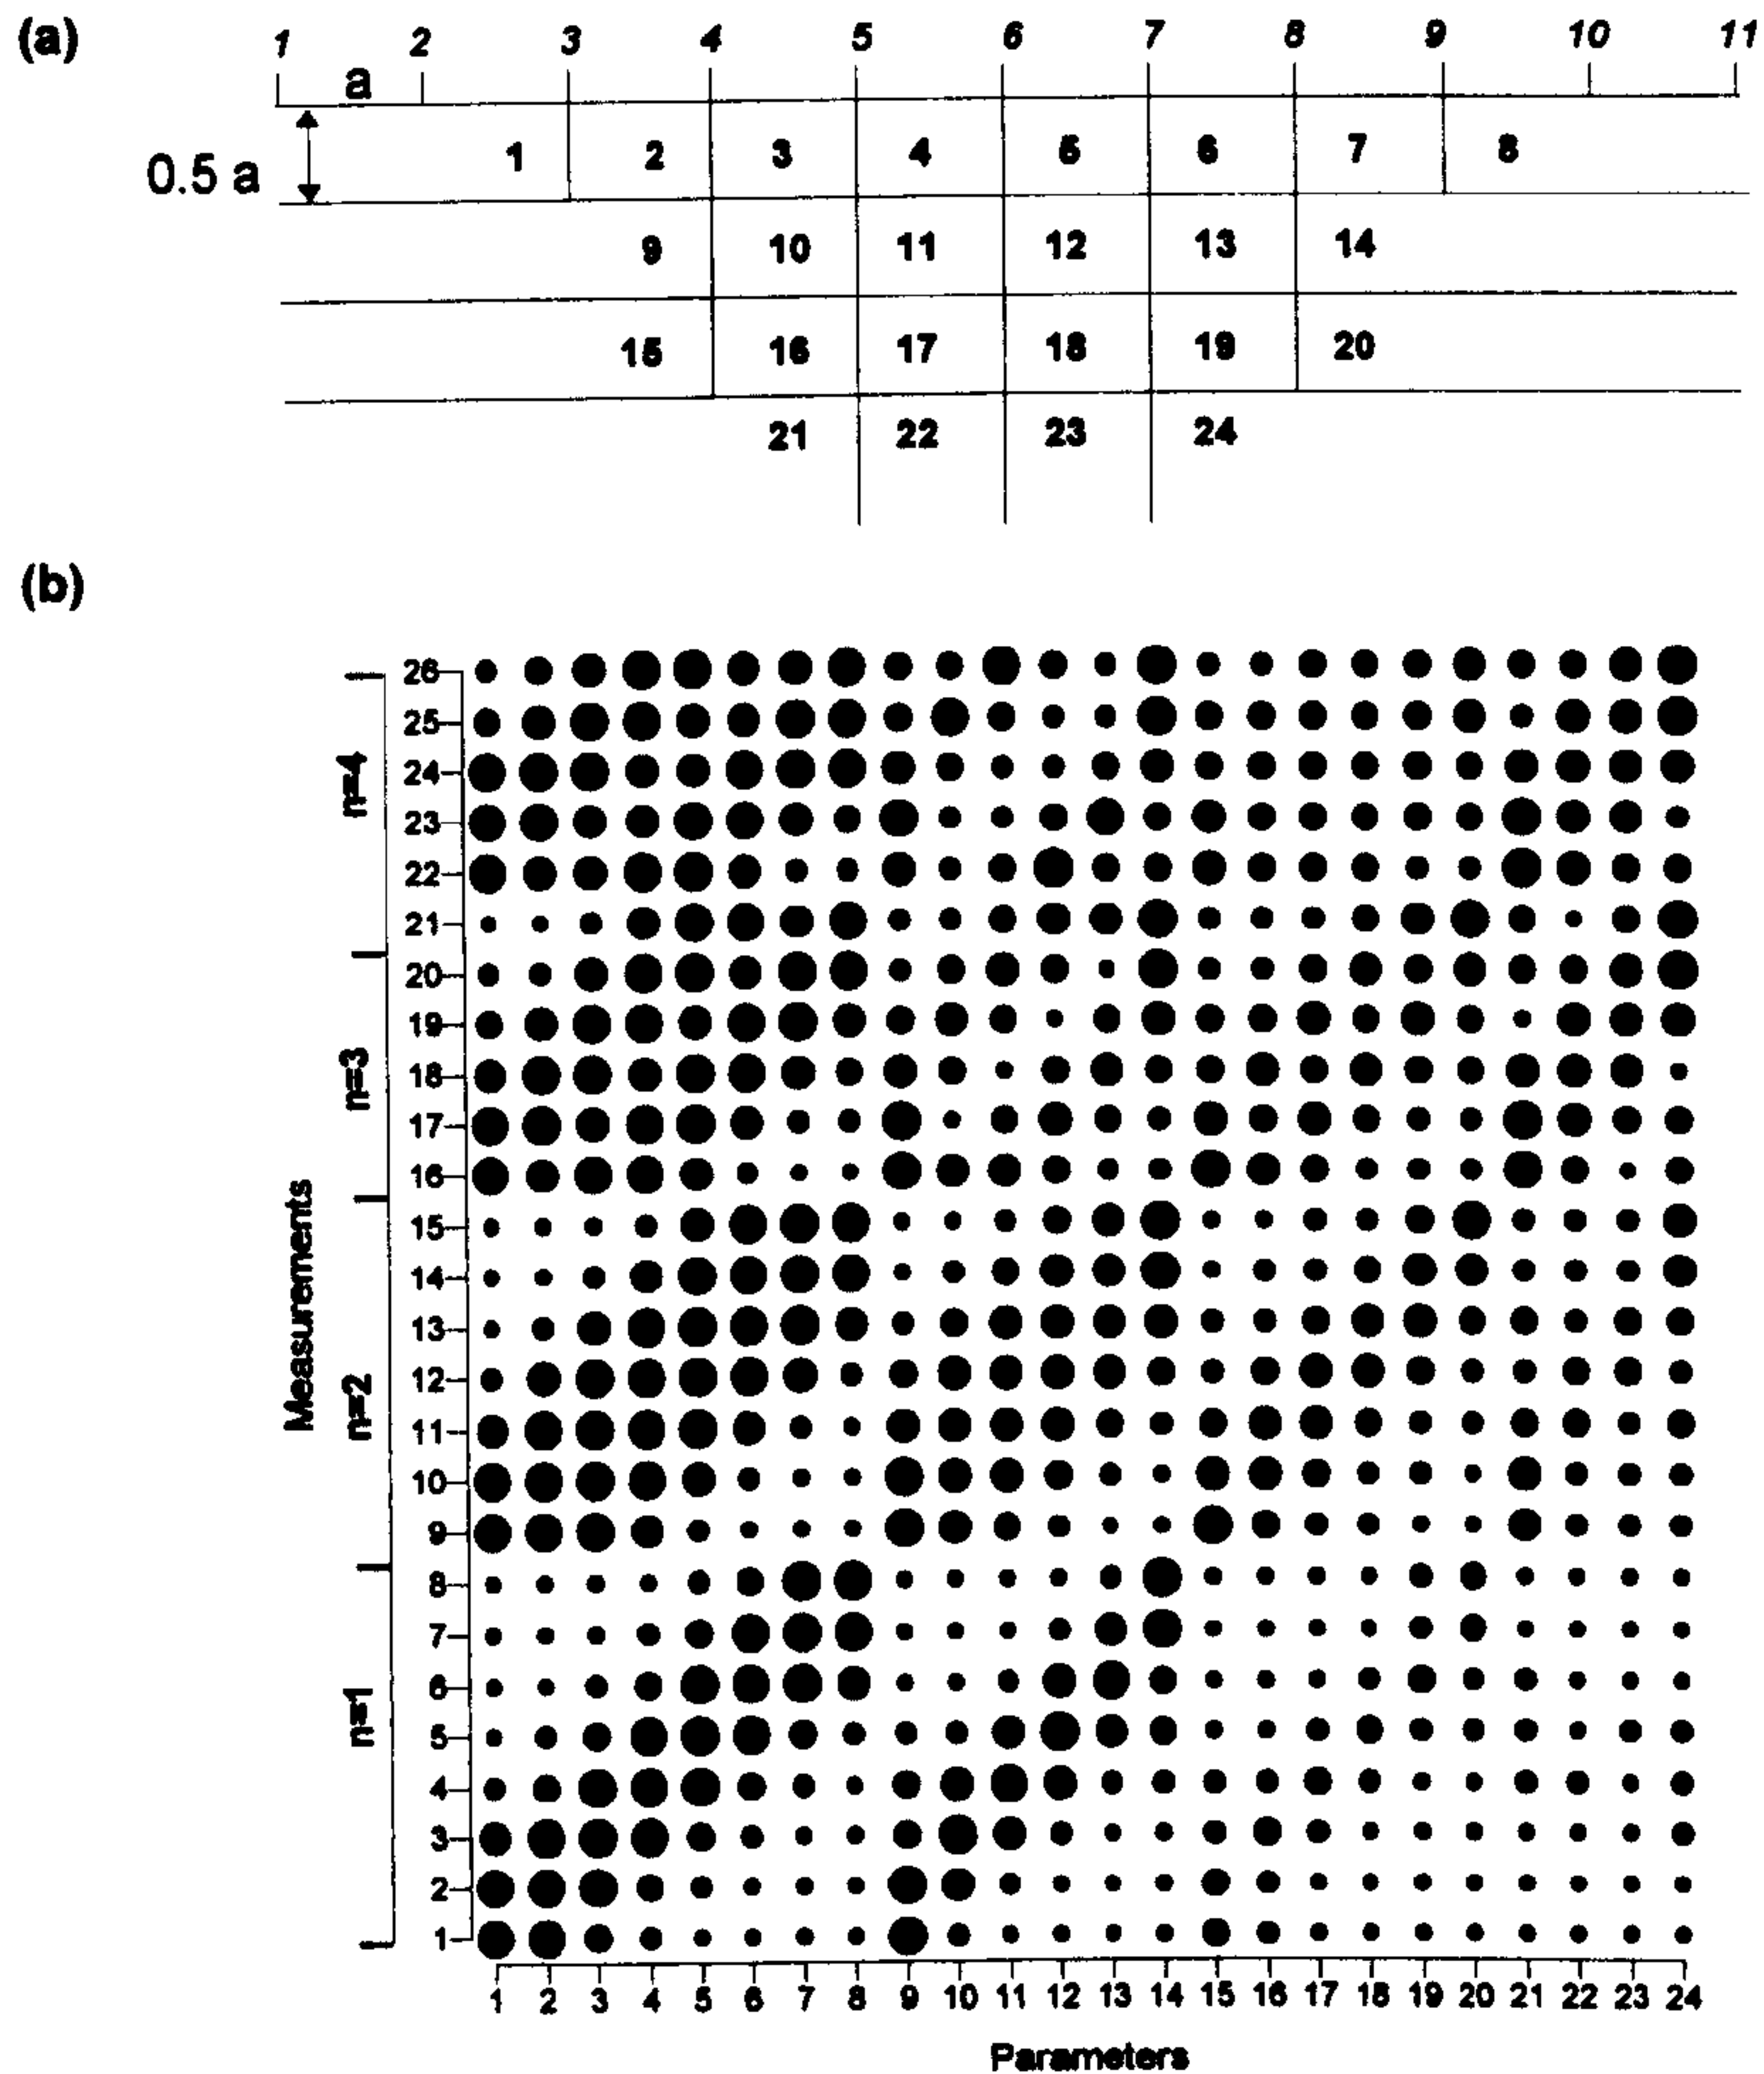 (a) 1 2 3 4 5 6 7 8 9 10 11
a
0.5 a
1 2 3 4 5 6 7 8
9 10 11 12 13 14
15 16 17 18 19 20
21 22 23 24
(b)
Measurements
n=4
n=3
n=2
n=1
26
25
24
23
22
21
20
19
18
17
16
15
14
13
12
11
10
9
8
7
6
5
4
3
2
1
1 2 3 4 5 6 7 8 9 10 11 12 13 14 15 16 17 18 19 20 21 22 23 24
Parameters